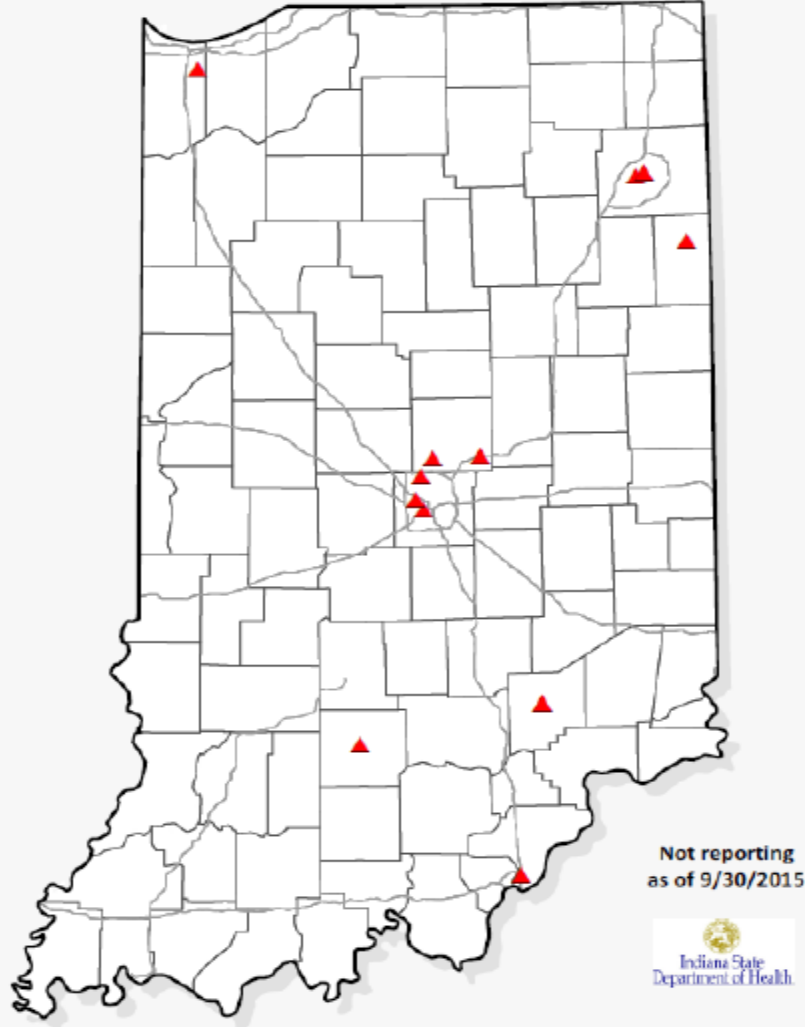 Not reporting
as of 9/30/2015
Indiana State
Department of Health